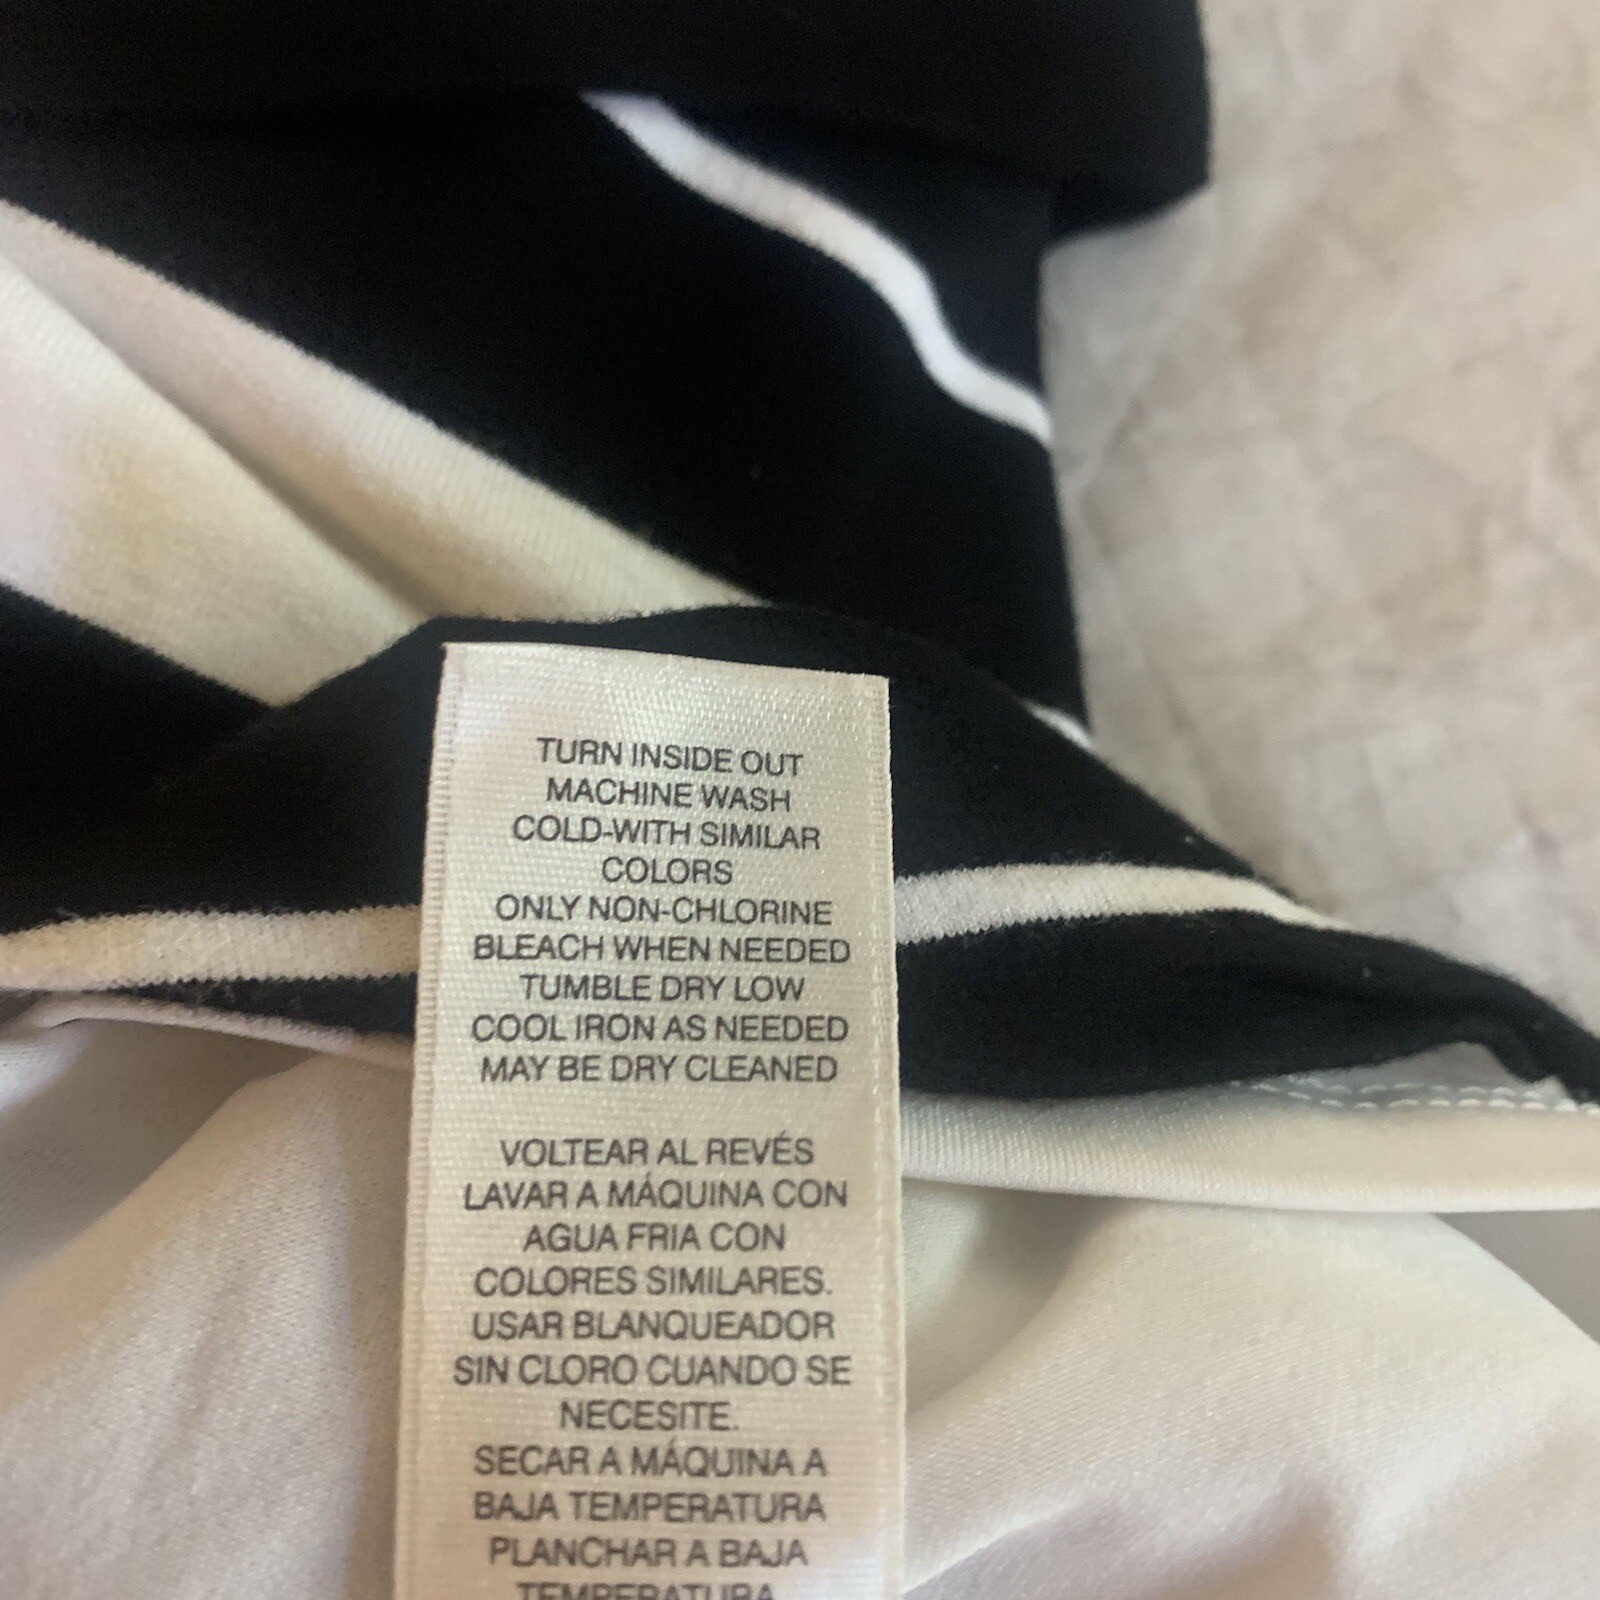 TURN INSIDE OUT
MACHINE WASH
COLD-WITH SIMILAR
COLORS
ONLY NON-CHLORINE
BLEACH WHEN NEEDED
TUMBLE DRY LOW
COOL IRON AS NEEDED
MAY BE DRY CLEANED
VOLTEAR AL REVÉS
LAVAR A MÁQUINA CON
AGUA FRIA CON
COLORES SIMILARES.
USAR BLANQUEADOR
SIN CLORO CUANDO SE
NECESITE.
SECAR A MÁQUINA A
BAJA TEMPERATURA
PLANCHAR A BAJA
TEMPERATURA